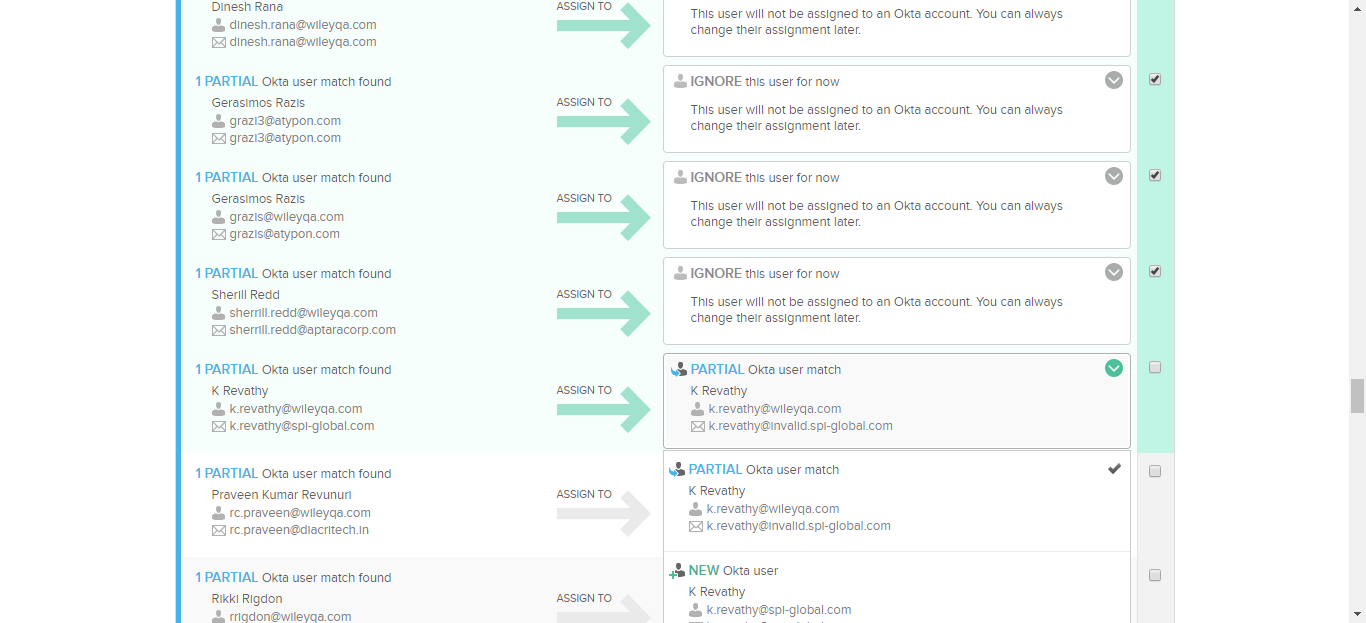 Dinesh Rana
dinesh.rana@wileyqa.com
dinesh.rana@wileyqa.com
ASSIGN TO
This user will not be assigned to an Okta account. You can always
change their assignment later.
1 PARTIAL Okta user match found
Gerasimos Razis
grazi3@atypon.com
grazi3@atypon.com
ASSIGN TO
IGNORE this user for now
This user will not be assigned to an Okta account. You can always
change their assignment later.
1 PARTIAL Okta user match found
Gerasimos Razis
grazis@wileyqa.com
grazis@atypon.com
ASSIGN TO
IGNORE this user for now
This user will not be assigned to an Okta account. You can always
change their assignment later.
1 PARTIAL Okta user match found
Sherill Redd
sherrill.redd@wileyqa.com
sherrill.redd@aptaracorp.com
ASSIGN TO
IGNORE this user for now
This user will not be assigned to an Okta account. You can always
change their assignment later.
1 PARTIAL Okta user match found
K Revathy
k.revathy@wileyqa.com
k.revathy@spi-global.com
ASSIGN TO
PARTIAL Okta user match
K Revathy
k.revathy@wileyqa.com
k.revathy@invalid.spi-global.com
1 PARTIAL Okta user match found
Praveen Kumar Revunuri
rc.praveen@wileyqa.com
rc.praveen@diacritech.in
ASSIGN TO
PARTIAL Okta user match
K Revathy
k.revathy@wileyqa.com
k.revathy@invalid.spi-global.com
1 PARTIAL Okta user match found
Rikki Rigdon
rrigdon@wileyqa.com
ASSIGN TO
NEW Okta user
K Revathy
k.revathy@spi-global.com